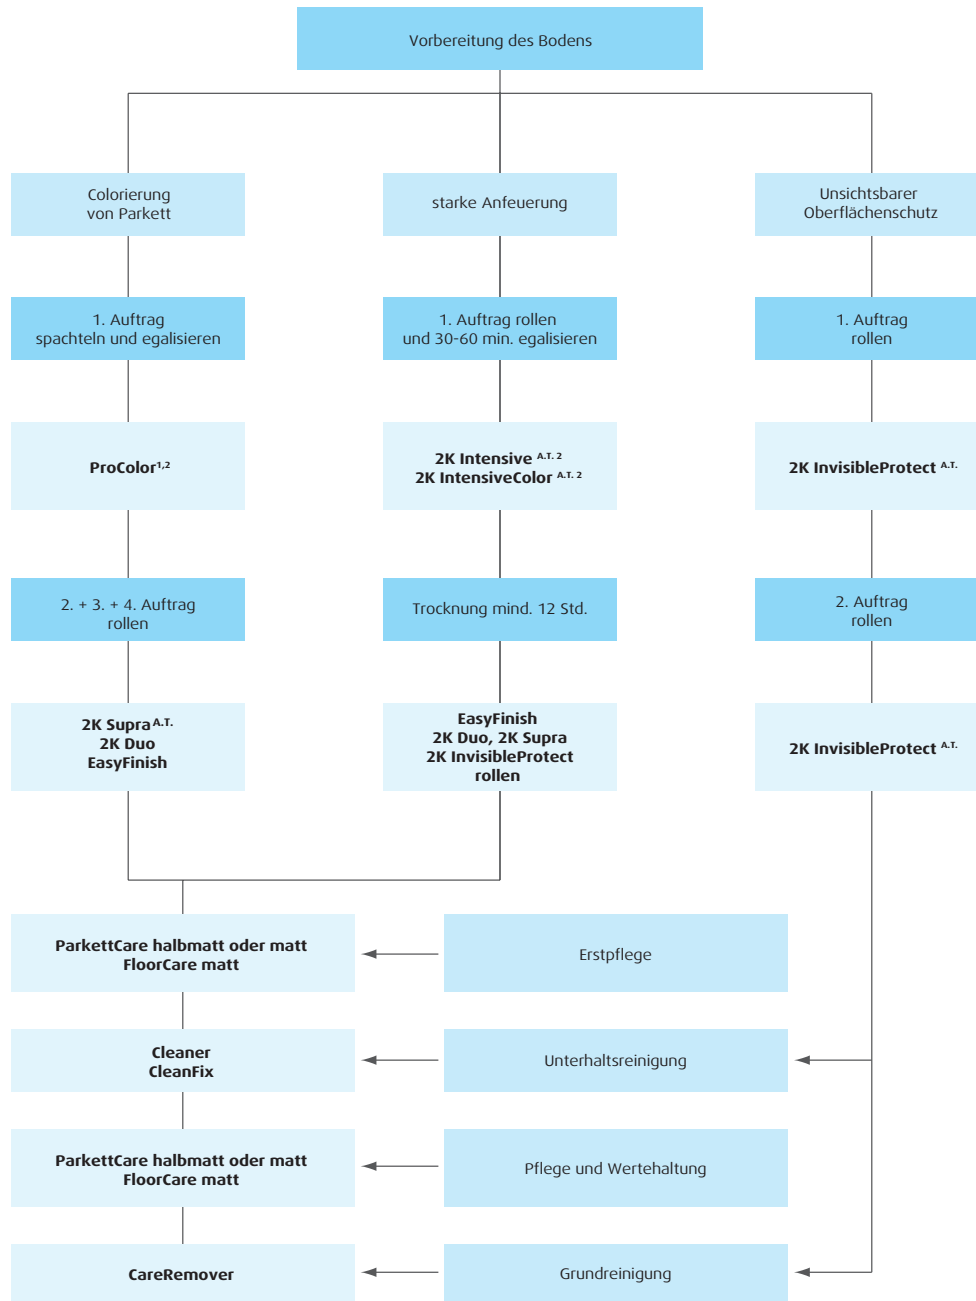 Vorbereitung des Bodens
Colorierung
von Parkett
starke Anfeuerung
Unsichtsbarer
Oberflächenschutz
1. Auftrag
spachteln und egalisieren
1. Auftrag rollen
und 30-60 min. egalisieren
1. Auftrag
rollen
ProColor¹,²
2K Intensive A.T. 2
2K IntensiveColor A.T. 2
2K InvisibleProtect A.T.
2. + 3. + 4. Auftrag
rollen
Trocknung mind. 12 Std.
2. Auftrag
rollen
2K Supra A.T.
2K Duo
EasyFinish
EasyFinish
2K Duo, 2K Supra
2K InvisibleProtect
rollen
2K InvisibleProtect A.T.
ParkettCare halbmatt oder matt
FloorCare matt
Erstpflege
Cleaner
CleanFix
Unterhaltsreinigung
ParkettCare halbmatt oder matt
FloorCare matt
Pflege und Wertehaltung
CareRemover
Grundreinigung